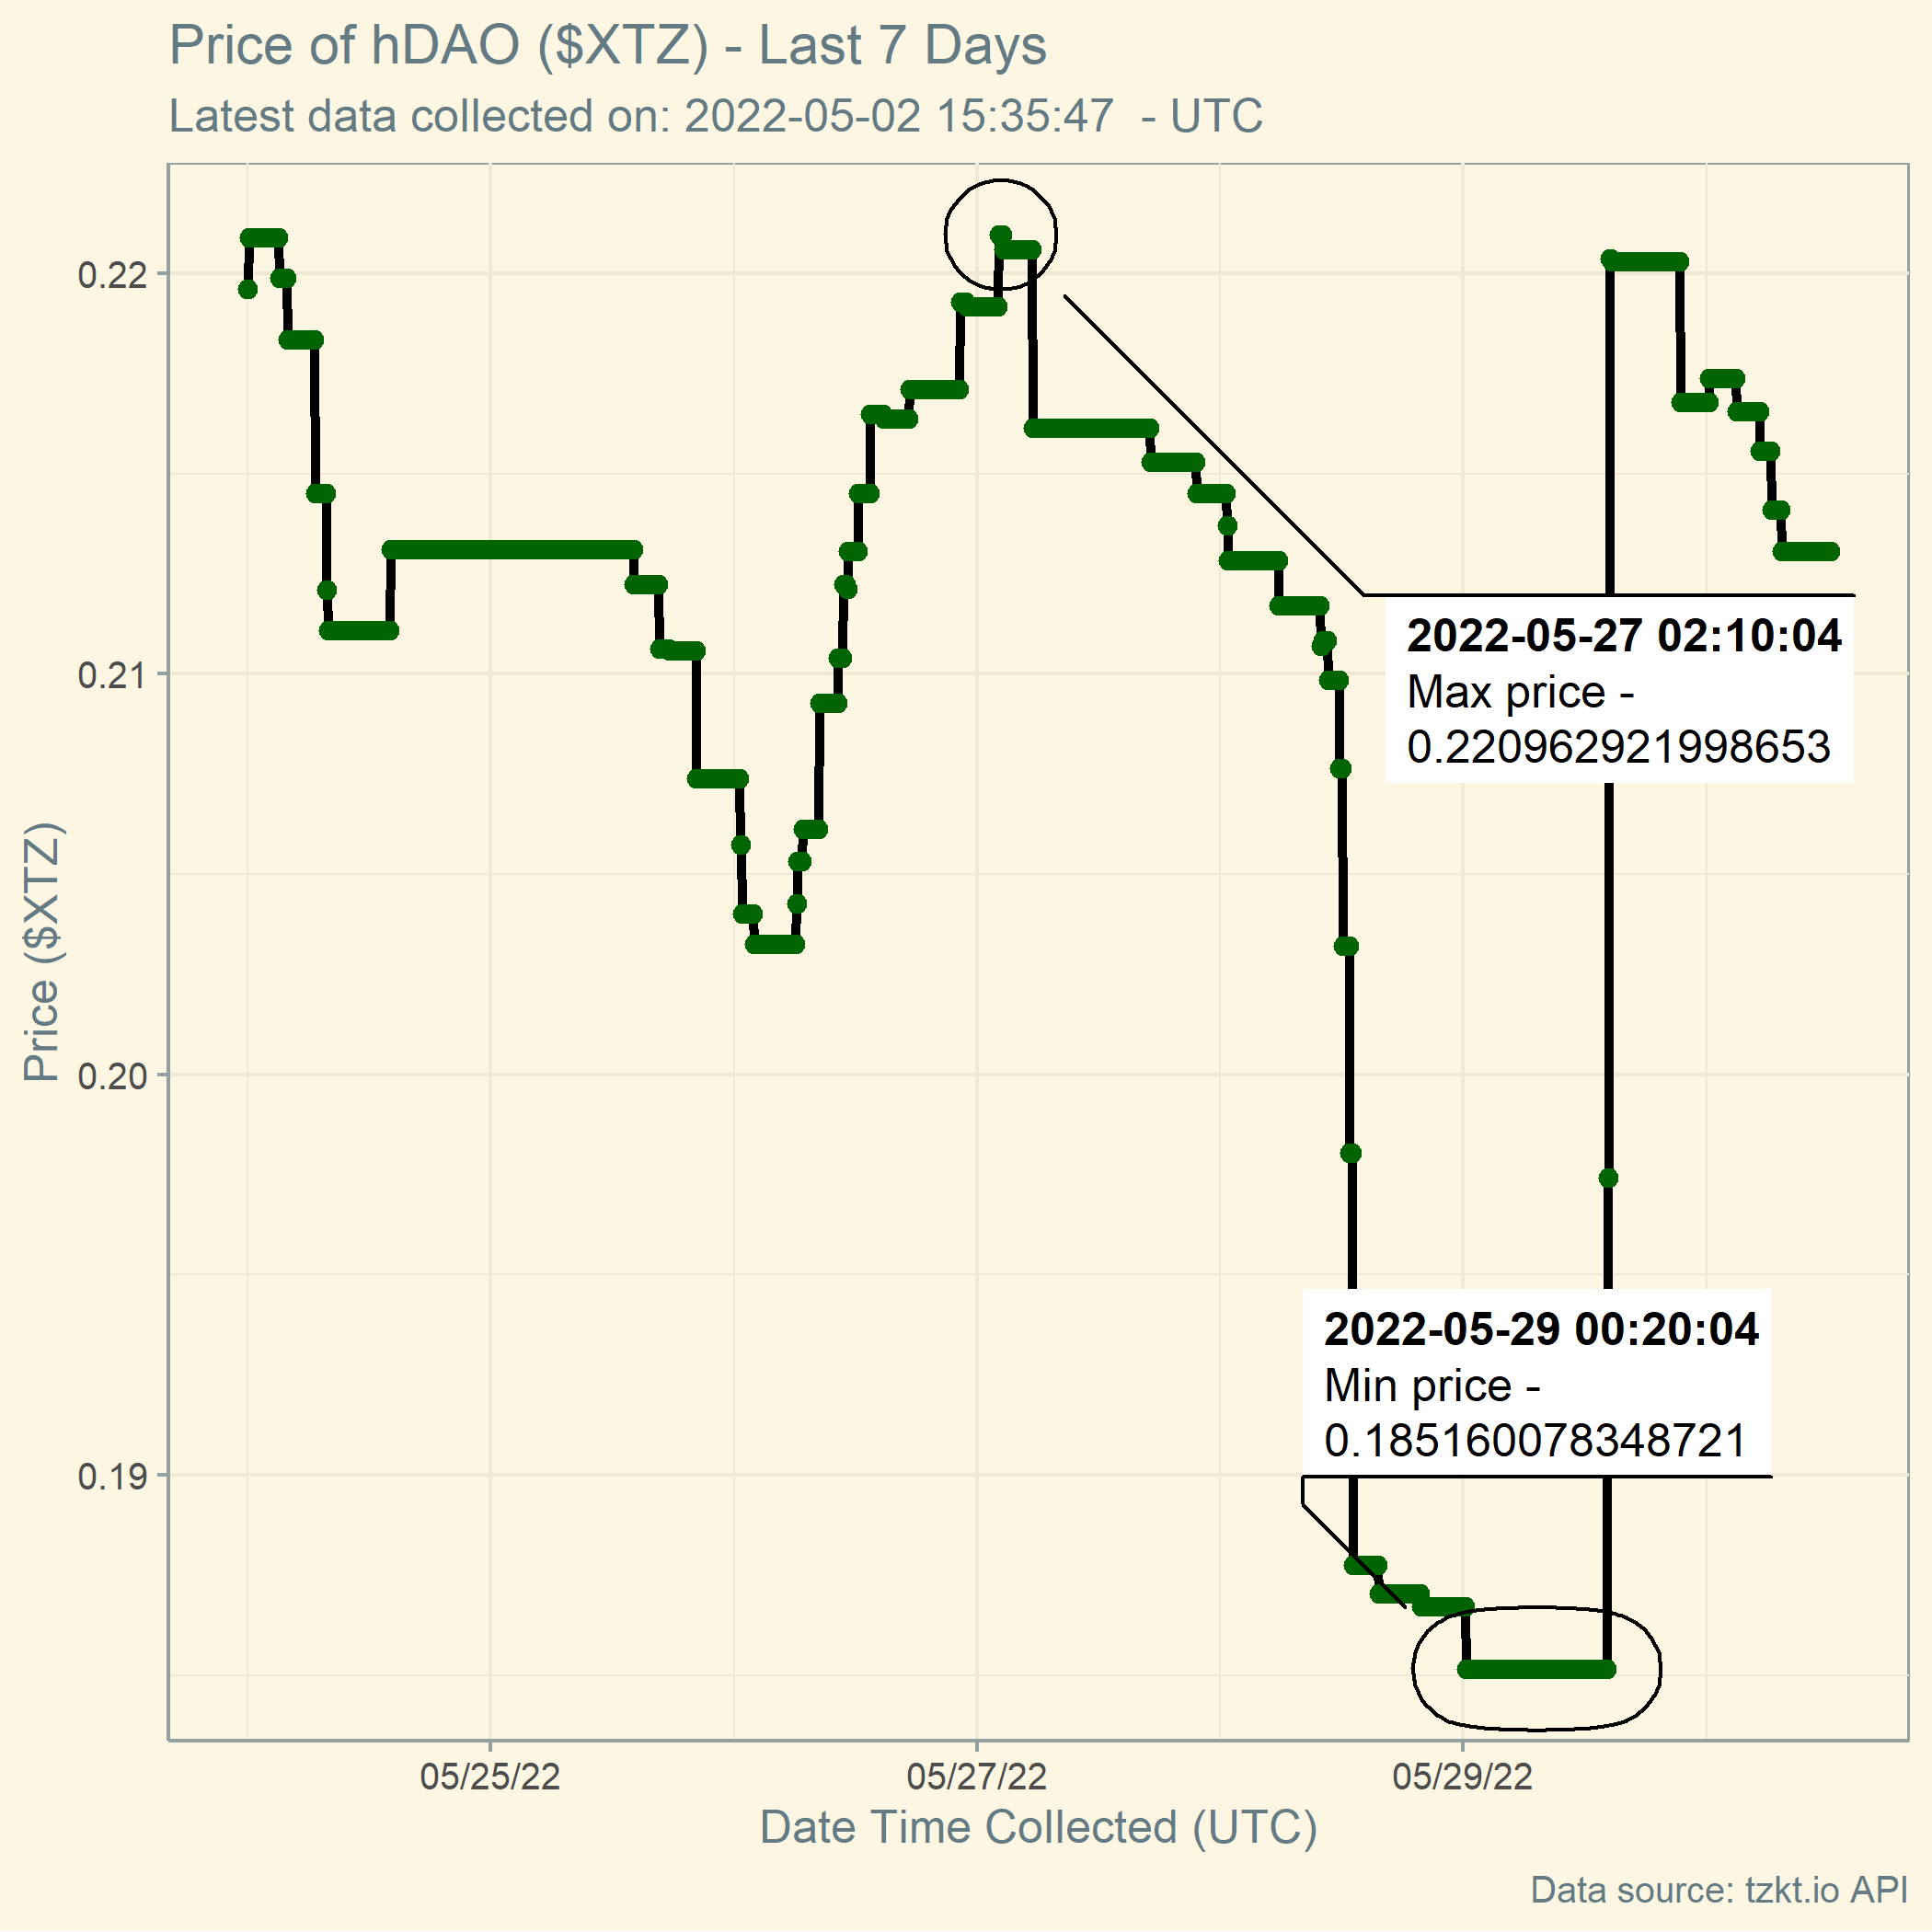 Price of hDAO ($XTZ) - Last 7 Days
Latest data collected on: 2022-05-02 15:35:47  - UTC
0.22
0.21
0.20
0.19
Price ($XTZ)
2022-05-27 02:10:04
Max price -
0.220962921998653
2022-05-29 00:20:04
Min price -
0.185160078348721
05/25/22
05/27/22
05/29/22
Date Time Collected (UTC)
Data source: tzkt.io API